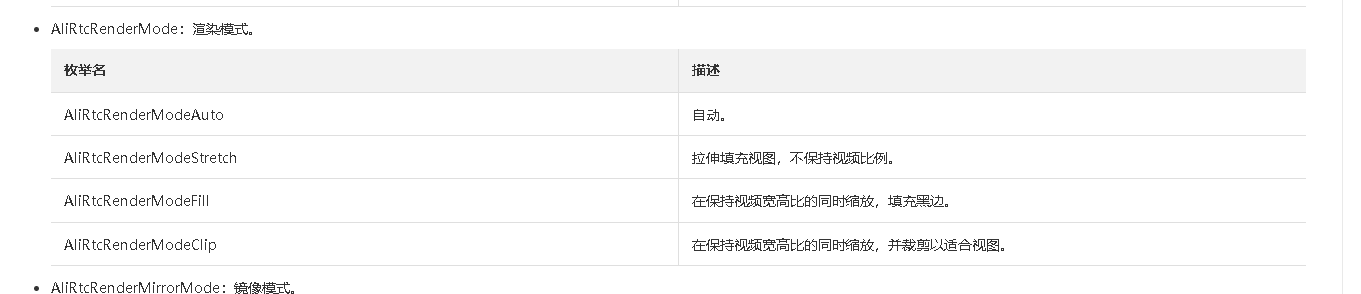 AliRtcRenderMode：渲染模式。
枚举名 描述
AliRtcRenderModeAuto 自动。
AliRtcRenderModeStretch 拉伸填充视图，不保持视频比例。
AliRtcRenderModeFill 在保持视频宽高比的同时缩放，填充黑边。
AliRtcRenderModeClip 在保持视频宽高比的同时缩放，并裁剪以适合视图。
AliRtcRenderMirrorMode：镜像模式。